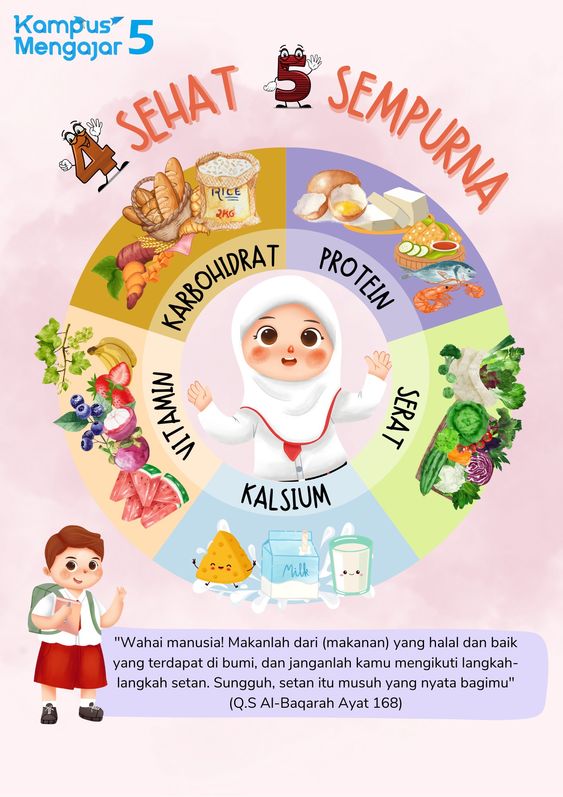 Kampus
Mengajar 5
4 SEHAT 5 SEMPURNA
RICE
2KG
KARBOHIDRAT
PROTEIN
VITAMIN
SERAT
KALSIUM
Milk
"Wahai manusia! Makanlah dari (makanan) yang halal dan baik
yang terdapat di bumi, dan janganlah kamu mengikuti langkah-
langkah setan. Sungguh, setan itu musuh yang nyata bagimu"
(Q.S Al-Baqarah Ayat 168)